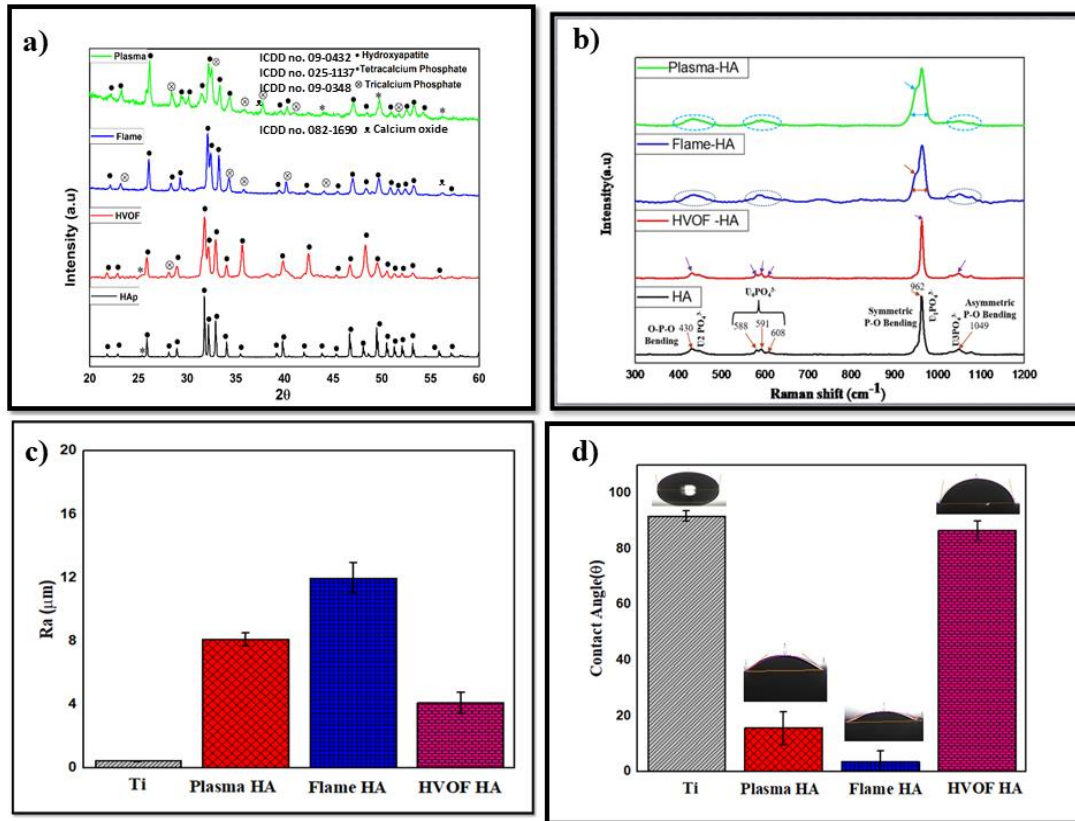 a)
Plasma
ICDD no. 09-0432 • Hydroxyapatite
ICDD no. 025-1137 *Tetracalcium Phosphate
ICDD no. 09-0348 ⊗ Tricalcium Phosphate
ICDD no. 082-1690 ᴥ Calcium oxide
Flame
HVOF
HAp
Intensity (a.u)
20 25 30 35 40 45 50 55 60
2θ
b)
Plasma-HA
Flame-HA
HVOF -HA
HA
Intensity(a.u)
O-P-O
Bending
430
U2 PO₄³⁻
U₄PO₄³⁻
588
591
608
Symmetric
P-O Bending
962
U₁PO₄³⁻
U3PO₄³⁻
Asymmetric
P-O Bending
1049
300 400 500 600 700 800 900 1000 1100 1200
Raman shift (cm⁻¹)
c)
20
16
12
8
4
0
Ra (μm)
Ti Plasma HA Flame HA HVOF HA
d)
100
80
60
40
20
0
Contact Angle(θ)
Ti Plasma HA Flame HA HVOF HA